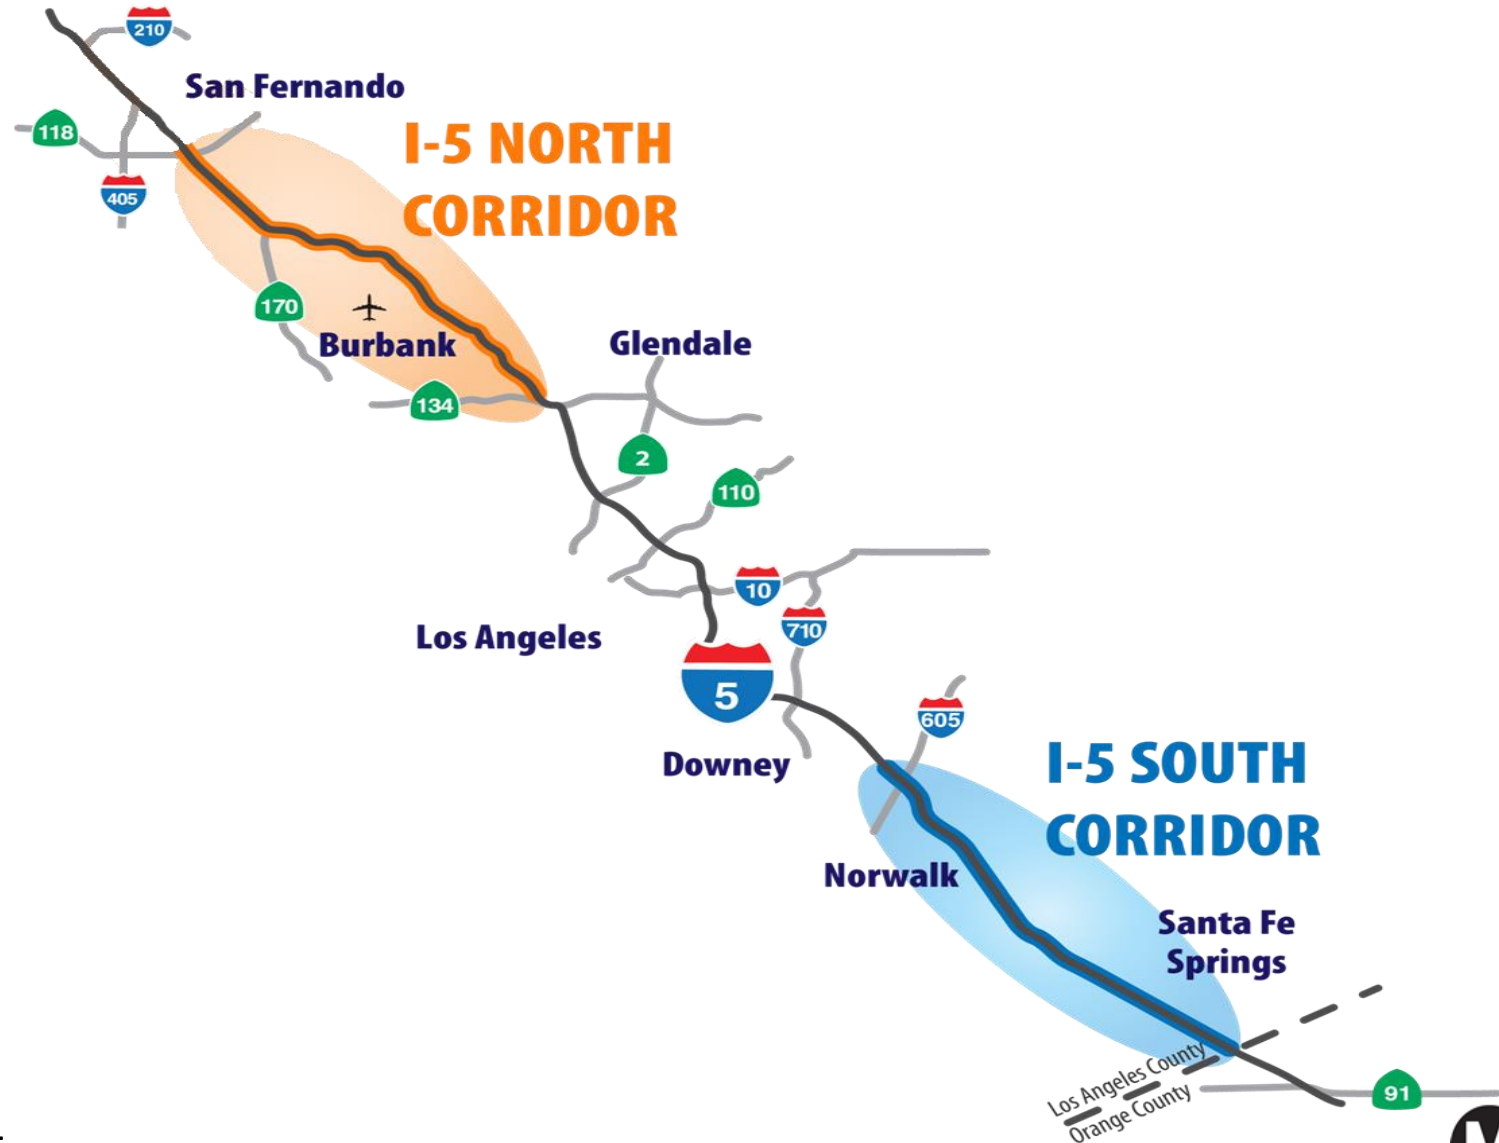 210
San Fernando
118
I-5 NORTH
CORRIDOR
405
170
Burbank
Glendale
134
2
110
10
Los Angeles
710
5
605
Downey
I-5 SOUTH
CORRIDOR
Norwalk
Santa Fe
Springs
Los Angeles County
Orange County
91